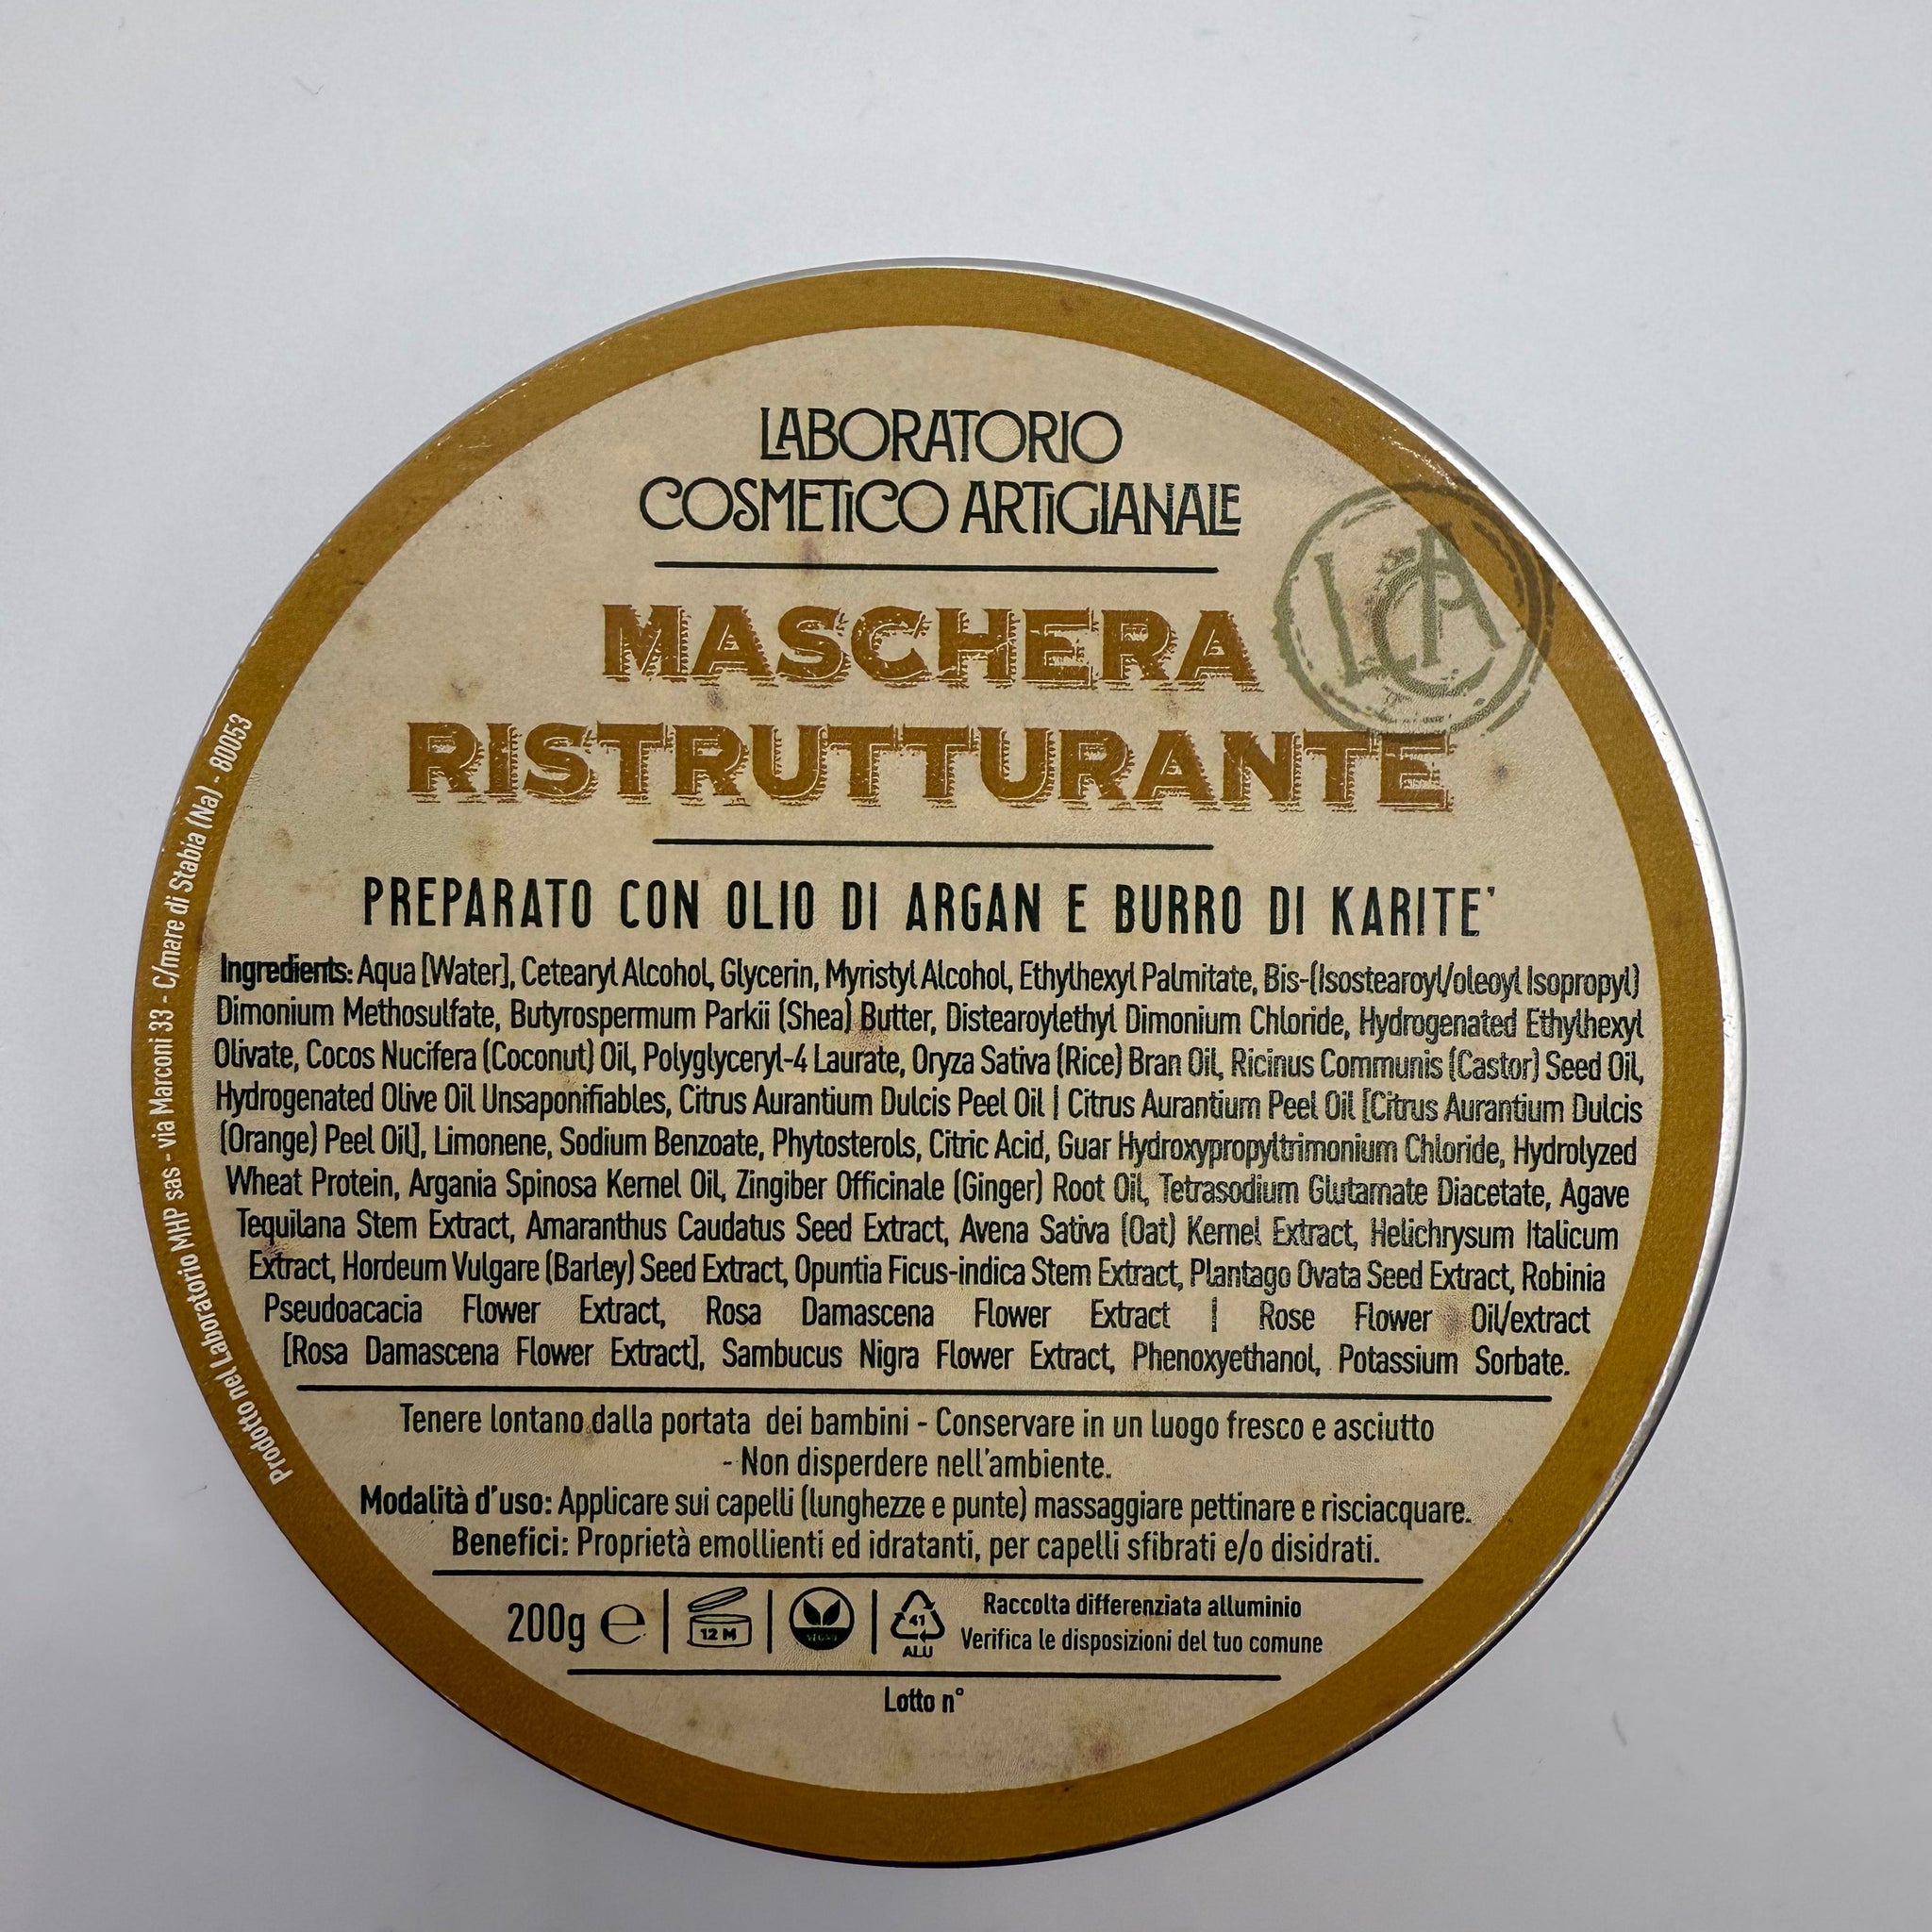 LABORATORIO
COSMETICO ARTIGIANALE
LCA
MASCHERA
RISTRUTTURANTE
PREPARATO CON OLIO DI ARGAN E BURRO DI KARITE'
Ingredients: Aqua [Water], Cetearyl Alcohol, Glycerin, Myristyl Alcohol, Ethylhexyl Palmitate, Bis-(Isostearoyl/oleoyl Isopropyl)
Dimonium Methosulfate, Butyrospermum Parkii (Shea) Butter, Distearoylethyl Dimonium Chloride, Hydrogenated Ethylhexyl
Olivate, Cocos Nucifera (Coconut) Oil, Polyglyceryl-4 Laurate, Oryza Sativa (Rice) Bran Oil, Ricinus Communis (Castor) Seed Oil,
Hydrogenated Olive Oil Unsaponifiables, Citrus Aurantium Dulcis Peel Oil | Citrus Aurantium Peel Oil [Citrus Aurantium Dulcis
(Orange) Peel Oil], Limonene, Sodium Benzoate, Phytosterols, Citric Acid, Guar Hydroxypropyltrimonium Chloride, Hydrolyzed
Wheat Protein, Argania Spinosa Kernel Oil, Zingiber Officinale (Ginger) Root Oil, Tetrasodium Glutamate Diacetate, Agave
Tequilana Stem Extract, Amaranthus Caudatus Seed Extract, Avena Sativa (Oat) Kernel Extract, Helichrysum Italicum
Extract, Hordeum Vulgare (Barley) Seed Extract, Opuntia Ficus-indica Stem Extract, Plantago Ovata Seed Extract, Robinia
Pseudoacacia Flower Extract, Rosa Damascena Flower Extract | Rose Flower Oil/extract
[Rosa Damascena Flower Extract], Sambucus Nigra Flower Extract, Phenoxyethanol, Potassium Sorbate.
Tenere lontano dalla portata dei bambini - Conservare in un luogo fresco e asciutto
- Non disperdere nell'ambiente.
Modalità d'uso: Applicare sui capelli (lunghezze e punte) massaggiare pettinare e risciacquare.
Benefici: Proprietà emollienti ed idratanti, per capelli sfibrati e/o disidrati.
200g ℮ | 12 M | VEGAN | 41 ALU
Raccolta differenziata alluminio
Verifica le disposizioni del tuo comune
Lotto n°
Prodotto nel Laboratorio MHP sas - via Marconi 33 - C/mare di Stabia (Na) - 80053